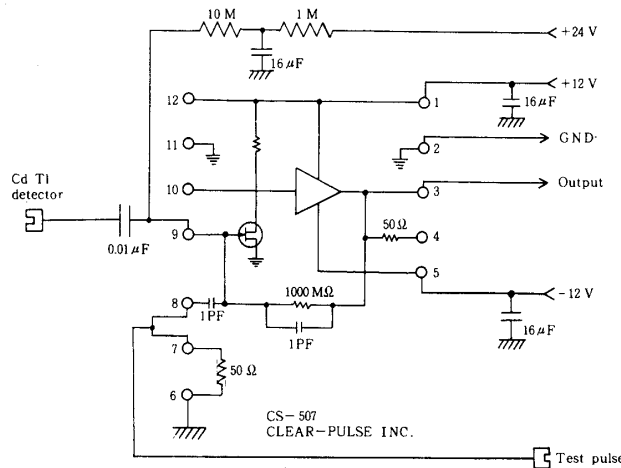 10 M 1 M
+24 V
16 μF
+12 V
12
1
16 μF
11
2
GND·
Cd Tl
detector
10
3
Output
50 Ω
4
9
0.01 μF
5
1000 MΩ
8
1PF
1PF
-12 V
16 μF
7
50 Ω
6
CS-507
CLEAR-PULSE INC.
Test pulse